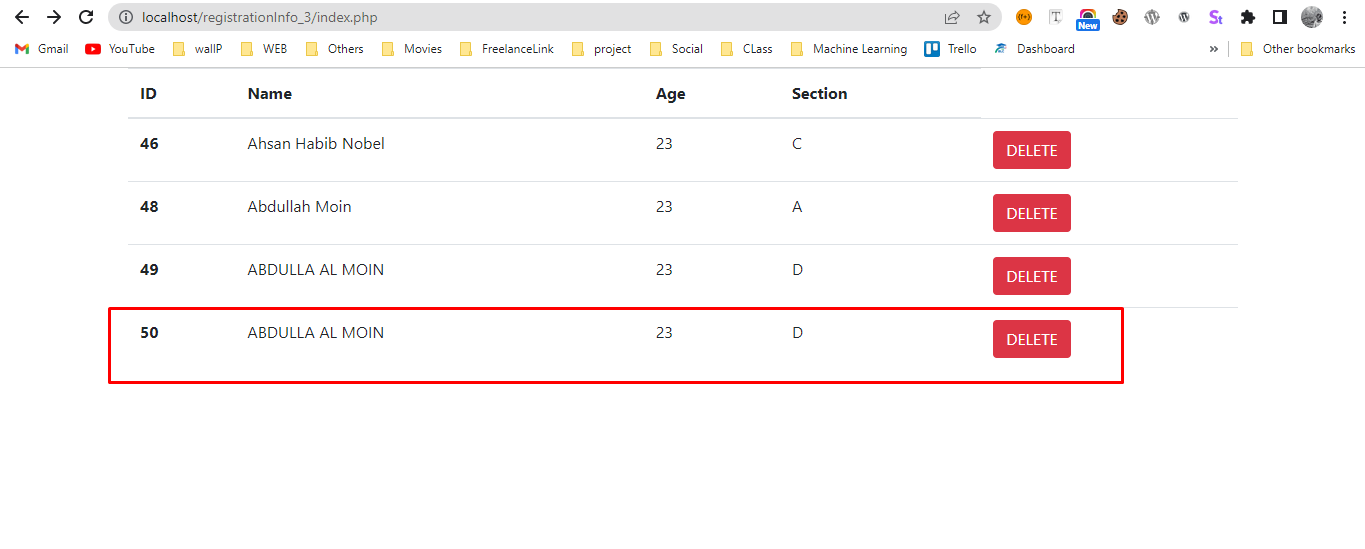 localhost/registrationInfo_3/index.php
New
St
Gmail YouTube wallP WEB Others Movies FreelanceLink project Social CLass Machine Learning Trello Dashboard » Other bookmarks
ID Name Age Section
46 Ahsan Habib Nobel 23 C DELETE
48 Abdullah Moin 23 A DELETE
49 ABDULLA AL MOIN 23 D DELETE
50 ABDULLA AL MOIN 23 D DELETE